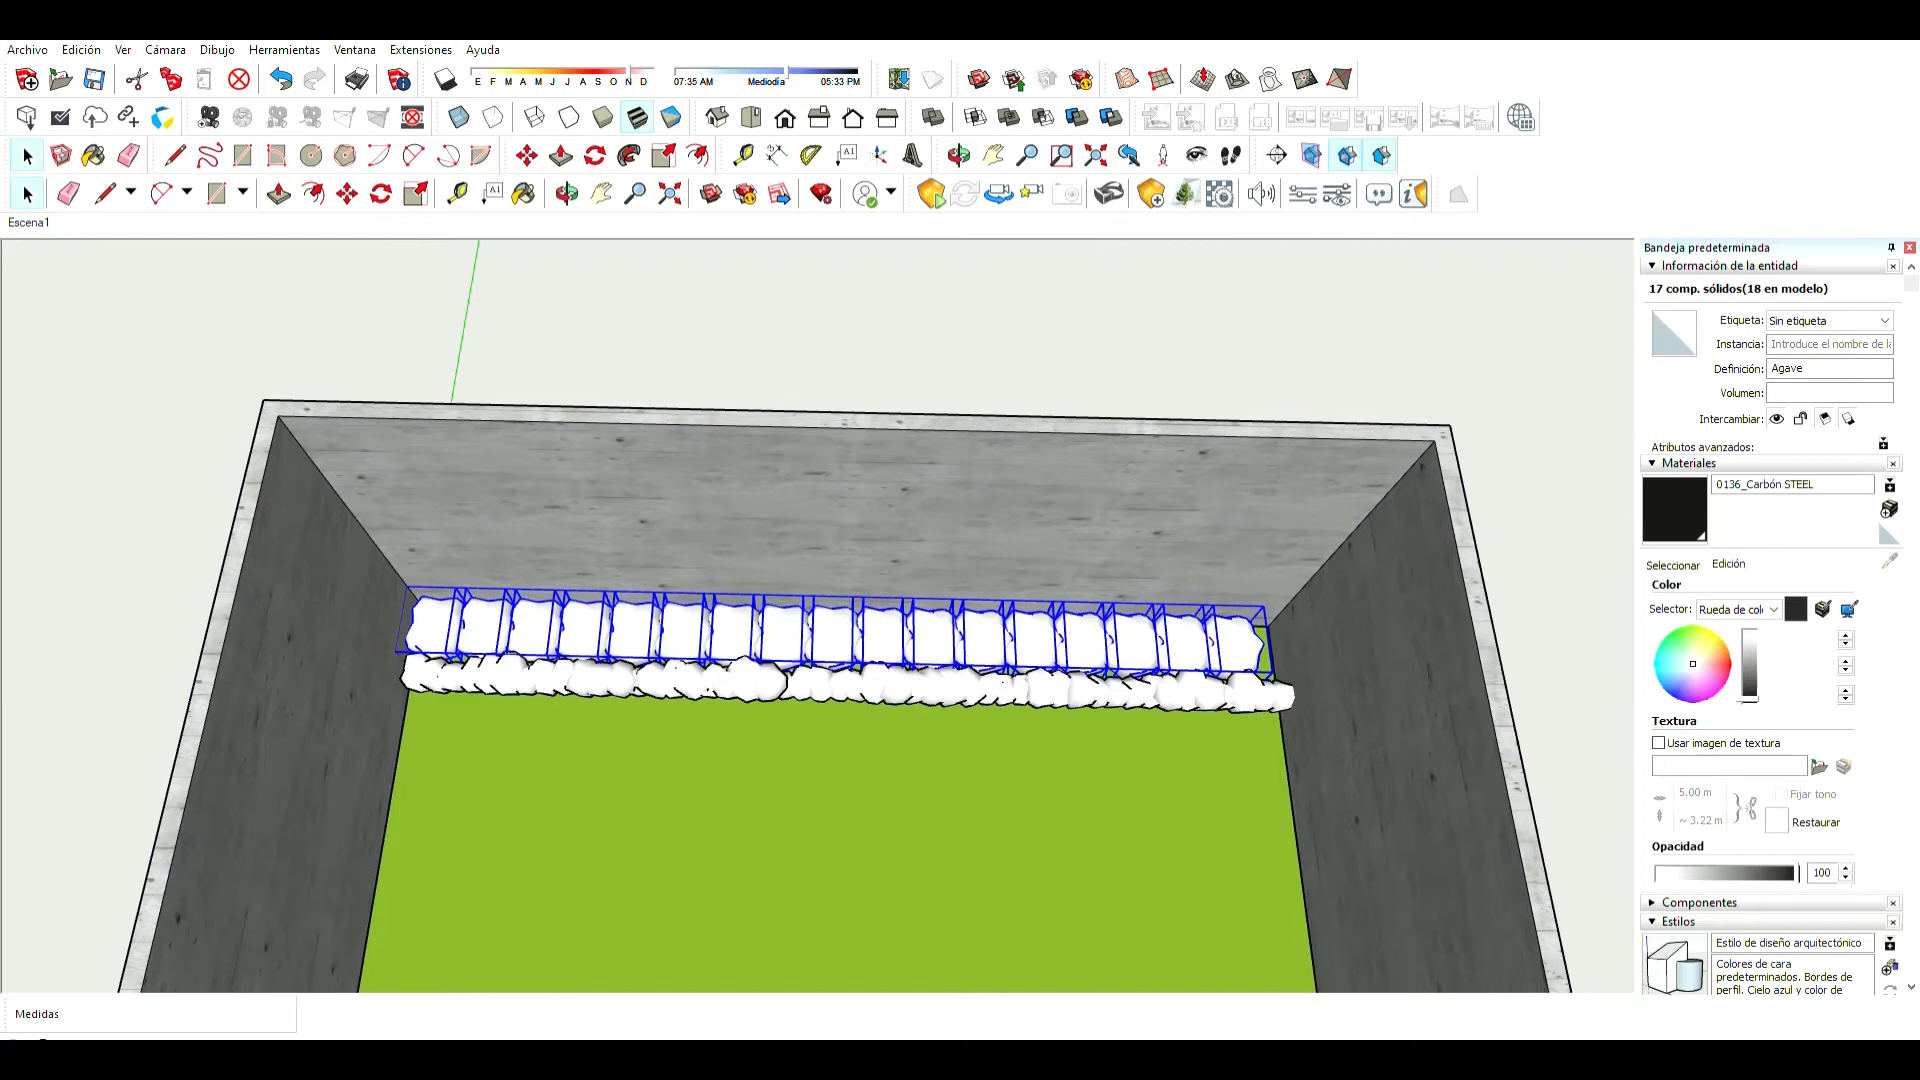 Archivo Edición Ver Cámara Dibujo Herramientas Ventana Extensiones Ayuda
E F M A M J J A S O N D
07:35 AM Mediodía 05:33 PM
A1
A1
Escena1
Bandeja predeterminada
Información de la entidad
17 comp. sólidos(18 en modelo)
Etiqueta: Sin etiqueta
Instancia: Introduce el nombre de la
Definición: Agave
Volumen:
Intercambiar:
Atributos avanzados:
Materiales
0136_Carbón STEEL
Seleccionar Edición
Color
Selector: Rueda de col
Textura
Usar imagen de textura
5.00 m
~ 3.22 m
Fijar tono
Restaurar
Opacidad
100
Componentes
Estilos
Estilo de diseño arquitectónico
Colores de cara
predeterminados. Bordes de
perfil. Cielo azul y color de
Medidas